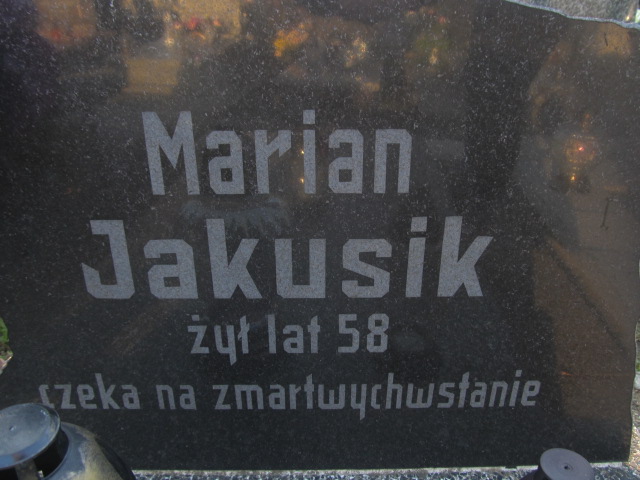 Marian
Jakusik
żył lat 58
czeka na zmartwychwstanie